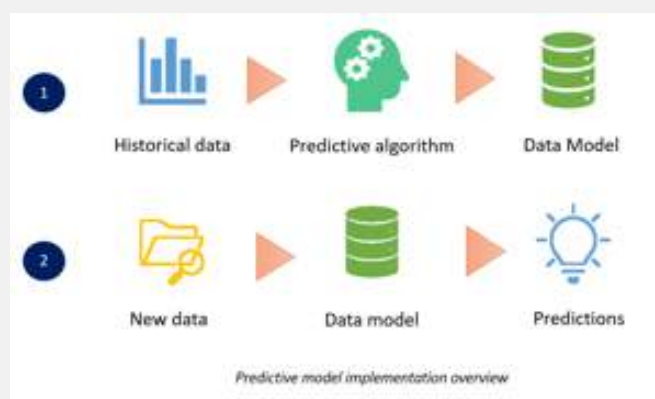 1
Historical data
Predictive algorithm
Data Model
2
New data
Data model
Predictions
Predictive model implementation overview